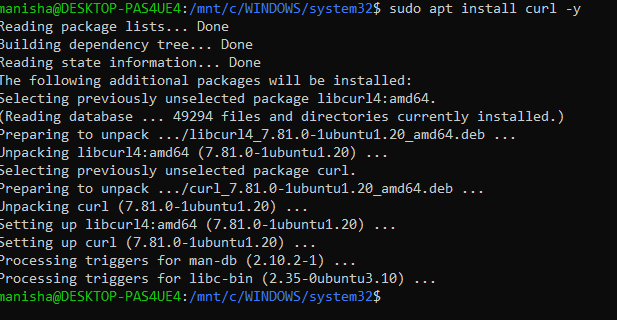 manisha@DESKTOP-PAS4UE4:/mnt/c/WINDOWS/system32$ sudo apt install curl -y
Reading package lists... Done
Building dependency tree... Done
Reading state information... Done
The following additional packages will be installed:
Selecting previously unselected package libcurl4:amd64.
(Reading database ... 49294 files and directories currently installed.)
Preparing to unpack .../libcurl4_7.81.0-1ubuntu1.20_amd64.deb ...
Unpacking libcurl4:amd64 (7.81.0-1ubuntu1.20) ...
Selecting previously unselected package curl.
Preparing to unpack .../curl_7.81.0-1ubuntu1.20_amd64.deb ...
Unpacking curl (7.81.0-1ubuntu1.20) ...
Setting up libcurl4:amd64 (7.81.0-1ubuntu1.20) ...
Setting up curl (7.81.0-1ubuntu1.20) ...
Processing triggers for man-db (2.10.2-1) ...
Processing triggers for libc-bin (2.35-0ubuntu3.10) ...
manisha@DESKTOP-PAS4UE4:/mnt/c/WINDOWS/system32$